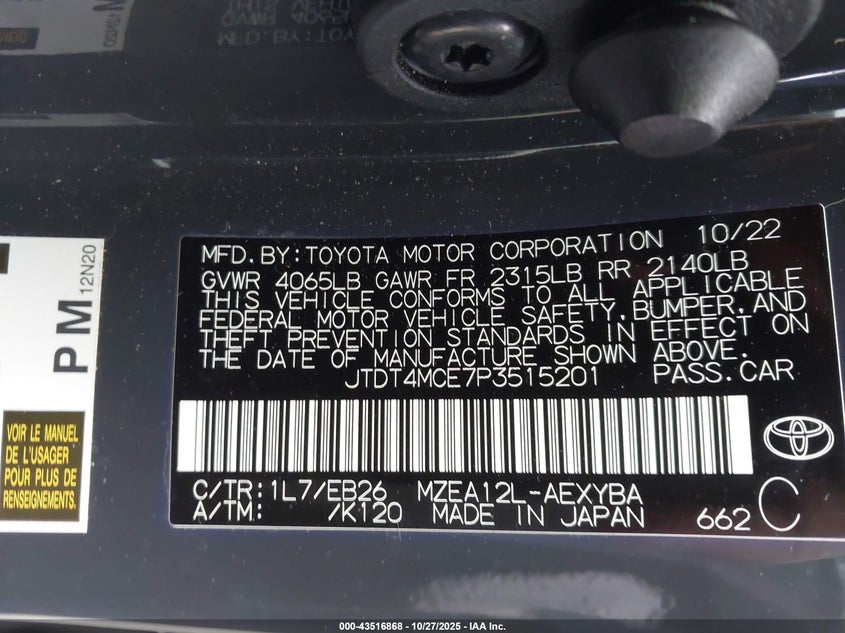 MFD.BY:TOYOTA MOTOR CORPORATION 10/22
GVWR 4065LB GAWR FR 2315LB RR 2140LB
THIS VEHICLE CONFORMS TO ALL APPLICABLE
FEDERAL MOTOR VEHICLE SAFETY,BUMPER,AND
THEFT PREVENTION STANDARDS IN EFFECT ON
THE DATE OF MANUFACTURE SHOWN ABOVE.
JTDT4MCE7P3515201 PASS.CAR
C/TR:1L7/EB26 MZEA12L-AEXYBA
A/TM: /K120 MADE IN JAPAN 662 C
PM 12N20
VOIR LE MANUEL
DE L'USAGER
POUR PLUS DE
RENSEIGNEMENTS
000-43516868 - 10/27/2025 - IAA Inc.